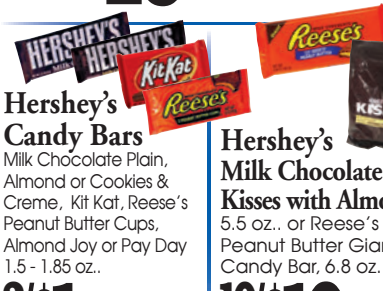 HERSHEY'S
HERSHEY'S
KitKat
Reese's
Hershey's
Candy Bars
Milk Chocolate Plain,
Almond or Cookies &
Creme, Kit Kat, Reese's
Peanut Butter Cups,
Almond Joy or Pay Day
1.5 - 1.85 oz..
Reese's
Hershey's
Milk Chocolate
Kisses with
5.5 oz.. or Reese's
Peanut Butter
Candy Bar, 6.8 oz.